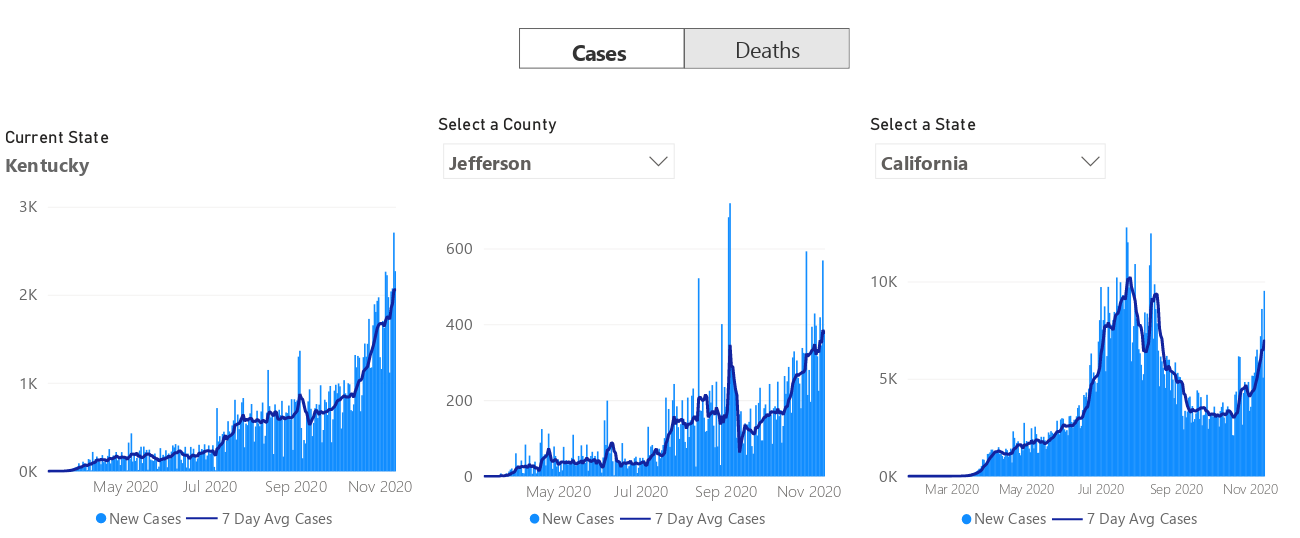 Cases Deaths
Current State
Kentucky
Select a County
Jefferson
Select a State
California
3K
2K
1K
0K
May 2020 Jul 2020 Sep 2020 Nov 2020
New Cases 7 Day Avg Cases
600
400
200
0
May 2020 Jul 2020 Sep 2020 Nov 2020
New Cases 7 Day Avg Cases
10K
5K
0K
Mar 2020 May 2020 Jul 2020 Sep 2020 Nov 2020
New Cases 7 Day Avg Cases